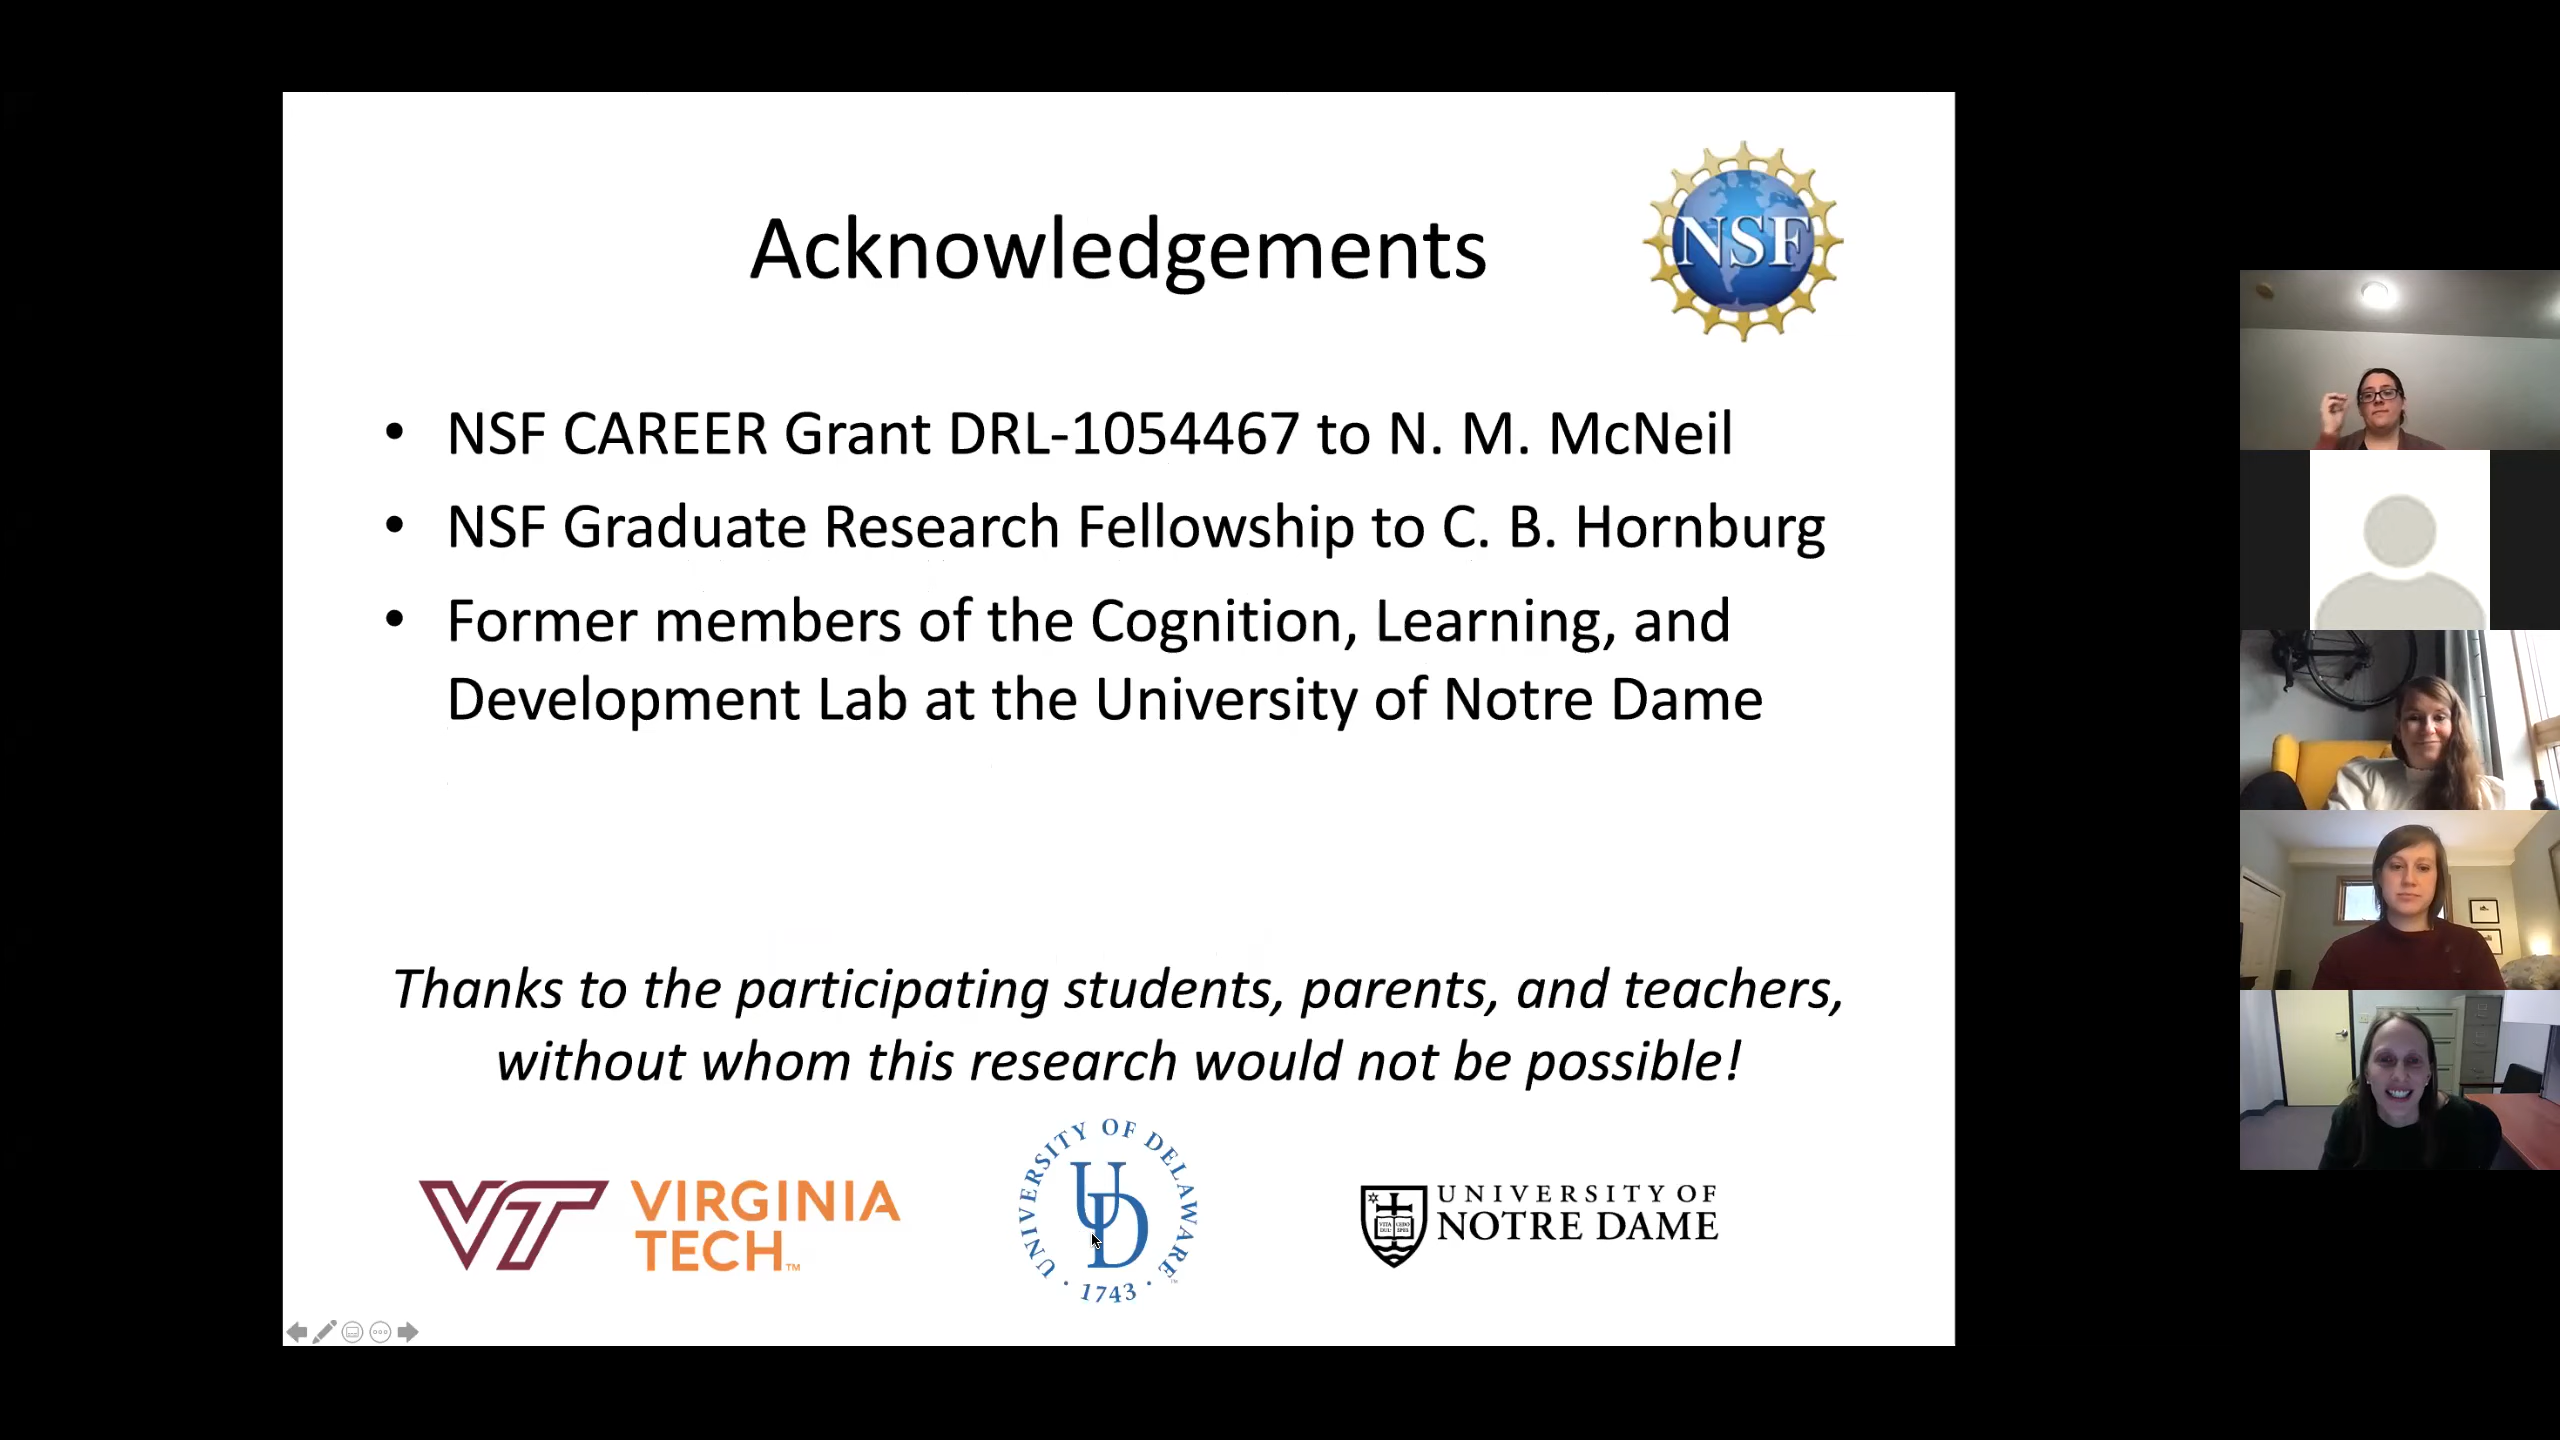 Acknowledgements
NSF
• NSF CAREER Grant DRL-1054467 to N. M. McNeil
• NSF Graduate Research Fellowship to C. B. Hornburg
• Former members of the Cognition, Learning, and
Development Lab at the University of Notre Dame
Thanks to the participating students, parents, and teachers,
without whom this research would not be possible!
VT VIRGINIA
TECH™
UNIVERSITY OF DELAWARE
UD
· 1743 ·
UNIVERSITY OF
NOTRE DAME